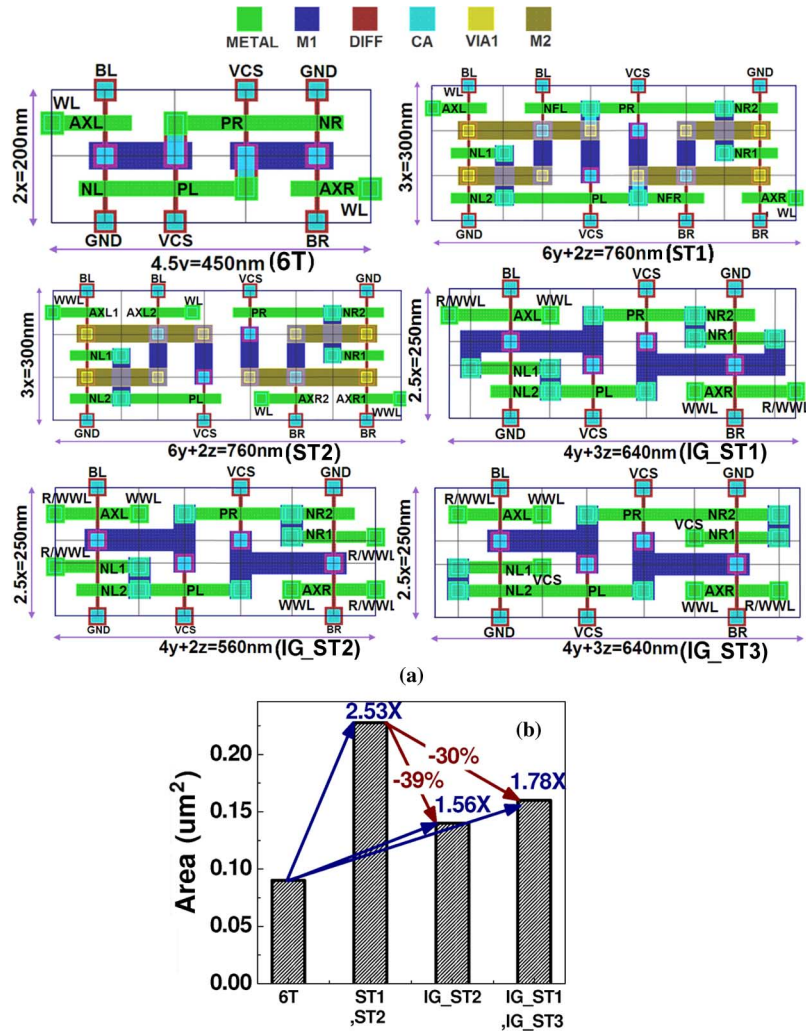 METAL M1 DIFF CA VIA1 M2
BL VCS GND
WL
AXL PR NR
NL PL AXR
WL
GND VCS BR
2x=200nm
4.5y=450nm(6T)
BL BL VCS GND
WL
AXL NFL PR NR2
NL1 NR1
NL2 PL NFR AXR
GND VCS BR BR WL
3x=300nm
6y+2z=760nm(ST1)
BL BL VCS GND
WWL WL
AXL1 AXL2 PR NR2
NL1 NR1
NL2 PL AXR2 AXR1
WL WWL
GND VCS BR BR
3x=300nm
6y+2z=760nm(ST2)
BL VCS GND
R/WWL WWL
AXL PR NR2
NR1
NL1
NL2 PL AXR
WWL R/WWL
GND VCS BR
2.5x=250nm
4y+3z=640nm(IG_ST1)
BL VCS GND
R/WWL WWL
AXL PR NR2
NR1
R/WWL R/WWL
NL1
NL2 PL AXR
WWL R/WWL
GND VCS BR
2.5x=250nm
4y+2z=560nm(IG_ST2)
BL VCS GND
R/WWL WWL
AXL PR NR2
VCS NR1
NL1 VCS
NL2 PL AXR
WWL R/WWL
GND VCS BR
2.5x=250nm
4y+3z=640nm(IG_ST3)
(a)
(b)
2.53X
-30%
-39%
1.78X
1.56X
Area (um²)
0.20
0.15
0.10
0.05
0.00
6T ST1 ,ST2 IG_ST2 IG_ST1 ,IG_ST3